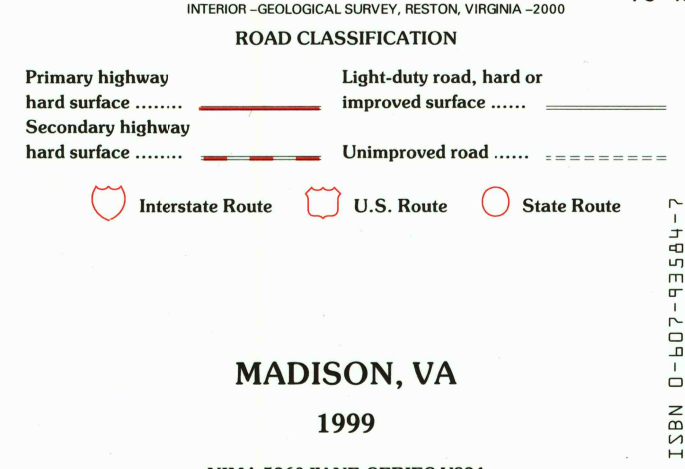 INTERIOR –GEOLOGICAL SURVEY, RESTON, VIRGINIA –2000
ROAD CLASSIFICATION
Primary highway
hard surface ........
Light-duty road, hard or
improved surface ......
Secondary highway
hard surface ........
Unimproved road ......
Interstate Route
U.S. Route
State Route
MADISON, VA
1999
ISBN 0-607-93584-7